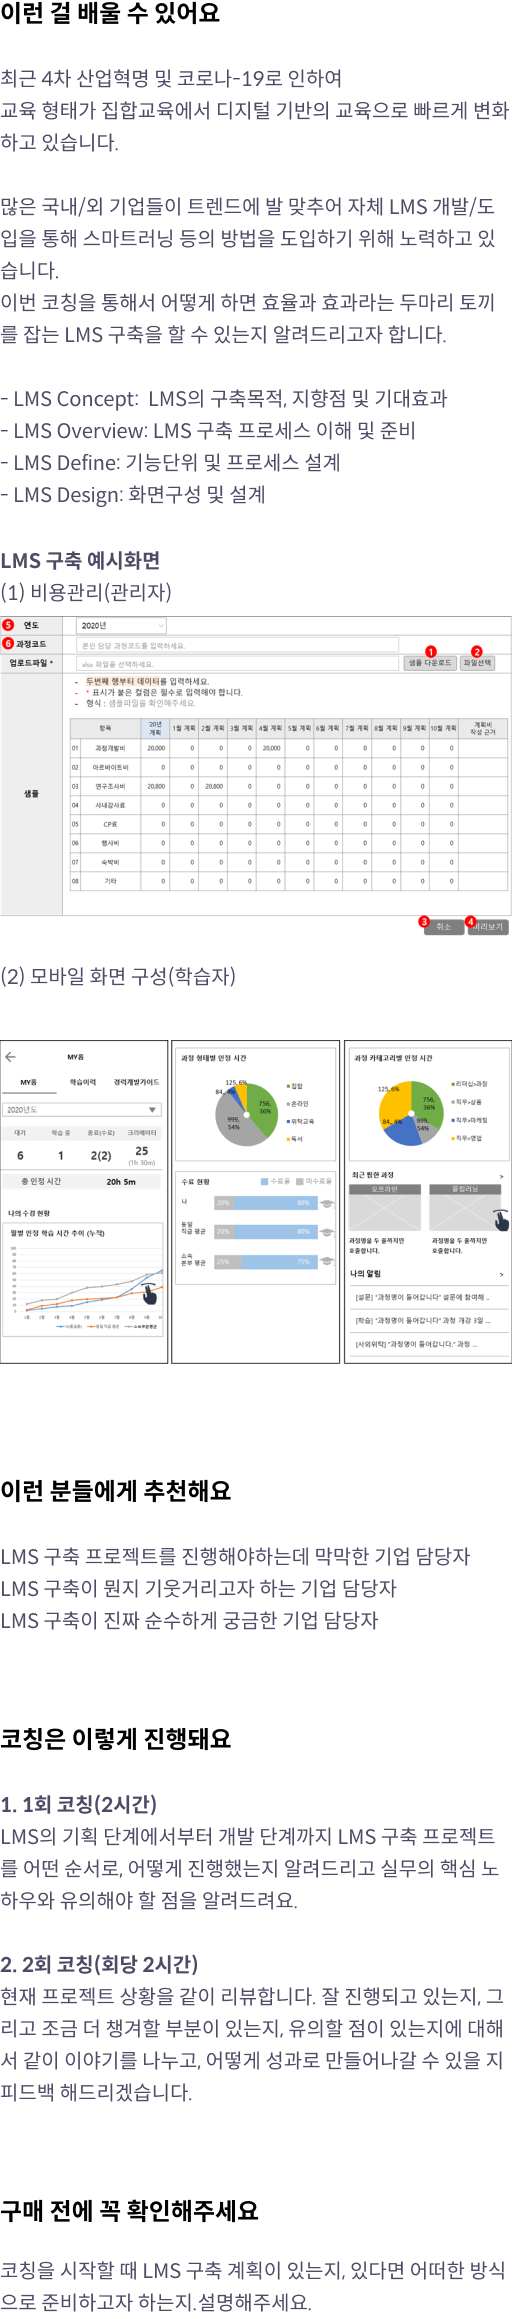 이런 걸 배울 수 있어요
최근 4차 산업혁명 및 코로나-19로 인하여
교육 형태가 집합교육에서 디지털 기반의 교육으로 빠르게 변화
하고 있습니다.
많은 국내/외 기업들이 트렌드에 발 맞추어 자체 LMS 개발/도
입을 통해 스마트러닝 등의 방법을 도입하기 위해 노력하고 있
습니다.
이번 코칭을 통해서 어떻게 하면 효율과 효과라는 두마리 토끼
를 잡는 LMS 구축을 할 수 있는지 알려드리고자 합니다.
- LMS Concept:  LMS의 구축목적, 지향점 및 기대효과
- LMS Overview: LMS 구축 프로세스 이해 및 준비
- LMS Define: 기능단위 및 프로세스 설계
- LMS Design: 화면구성 및 설계
LMS 구축 예시화면
(1) 비용관리(관리자)
5 연도 2020년
6 과정코드 본인 담당 과정코드를 입력하세요.
1 2
업로드파일 * xlsx 파일을 선택하세요. 샘플 다운로드 파일선택
- 두번째 행부터 데이터를 입력하세요.
- * 표시가 붙은 컬럼은 필수로 입력해야 합니다.
- 형식 : 샘플파일을 확인해주세요.
샘플
항목 '20년 계획 1월 계획 2월 계획 3월 계획 4월 계획 5월 계획 6월 계획 7월 계획 8월 계획 9월 계획 10월 계획 계획비 작성 근거
01 과정개발비 20,000 0 0 0 20,000 0 0 0 0 0 0
02 아르바이트비 0 0 0 0 0 0 0 0 0 0 0
03 연구조사비 20,800 0 20,800 0 0 0 0 0 0 0 0
04 사내강사료 0 0 0 0 0 0 0 0 0 0 0
05 CP료 0 0 0 0 0 0 0 0 0 0 0
06 행사비 0 0 0 0 0 0 0 0 0 0 0
07 숙박비 0 0 0 0 0 0 0 0 0 0 0
08 기타 0 0 0 0 0 0 0 0 0 0 0
3 취소 4 미리보기
(2) 모바일 화면 구성(학습자)
MY홈
MY홈 학습이력 경력개발가이드
2020년도
대기 학습 중 종료(수료) 크리에이터
6 1 2(2) 25
(1h 30m)
총 인정 시간 20h 5m
나의 수강 현황
월별 인정 학습 시간 추이 (누적)
과정 형태별 인정 시간
125, 6%
84, 4%
756, 36%
999, 54%
집합
온라인
위탁교육
독서
수료 현황 수료율 미수료율
나 20% 80%
동일 직급 평균 20% 80%
소속 본부 평균 25% 75%
과정 카테고리별 인정 시간
125, 6%
756, 36%
84, 4%
999, 54%
리더십>과장
직무>상품
직무>마케팅
직무>영업
최근 찜한 과정 >
오프라인 플립러닝
과정명을 두 줄까지만 과정명을 두 줄까지만
호출합니다. 호출합니다.
나의 알림 >
[설문] "과정명이 들어갑니다" 설문에 참여해 ..
[학습] "과정명이 들어갑니다" 과정 개강 3일 ...
[사외위탁] "과정명이 들어갑니다." 과정 ...
이런 분들에게 추천해요
LMS 구축 프로젝트를 진행해야하는데 막막한 기업 담당자
LMS 구축이 뭔지 기웃거리고자 하는 기업 담당자
LMS 구축이 진짜 순수하게 궁금한 기업 담당자
코칭은 이렇게 진행돼요
1. 1회 코칭(2시간)
LMS의 기획 단계에서부터 개발 단계까지 LMS 구축 프로젝트
를 어떤 순서로, 어떻게 진행했는지 알려드리고 실무의 핵심 노
하우와 유의해야 할 점을 알려드려요.
2. 2회 코칭(회당 2시간)
현재 프로젝트 상황을 같이 리뷰합니다. 잘 진행되고 있는지, 그
리고 조금 더 챙겨할 부분이 있는지, 유의할 점이 있는지에 대해
서 같이 이야기를 나누고, 어떻게 성과로 만들어나갈 수 있을 지
피드백 해드리겠습니다.
구매 전에 꼭 확인해주세요
코칭을 시작할 때 LMS 구축 계획이 있는지, 있다면 어떠한 방식
으로 준비하고자 하는지.설명해주세요.